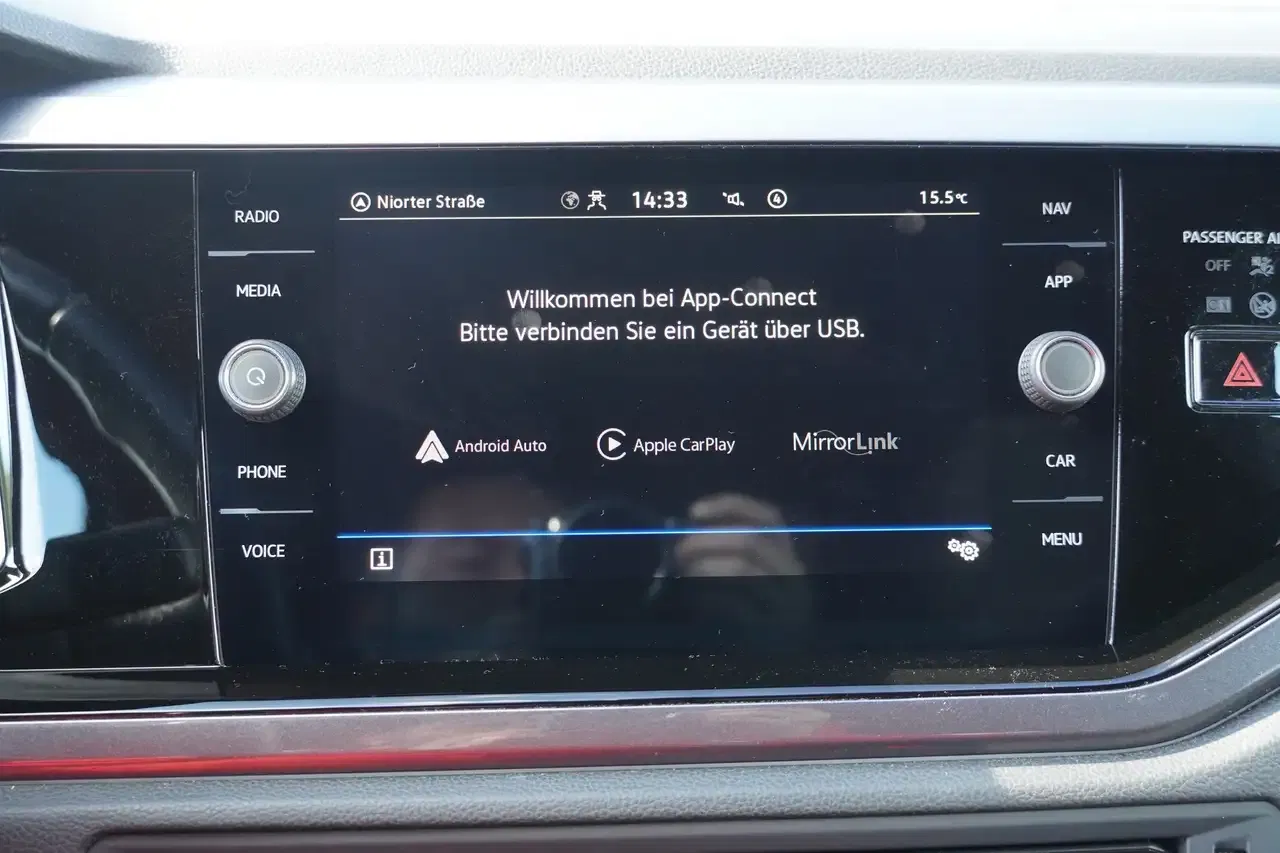 RADIO
MEDIA
PHONE
VOICE
Niorter Straße
14:33
4
15.5°C
Willkommen bei App-Connect
Bitte verbinden Sie ein Gerät über USB.
Android Auto
Apple CarPlay
MirrorLink
i
NAV
APP
CAR
MENU
PASSENGER
OFF